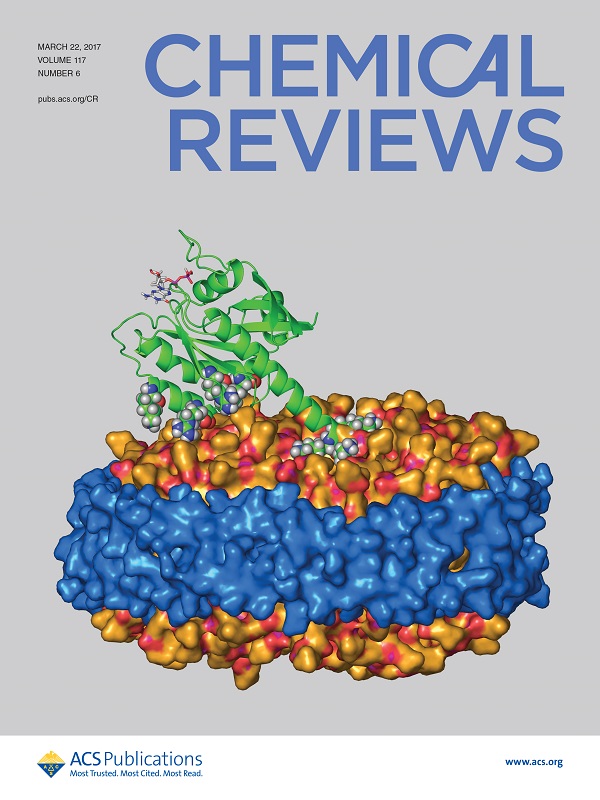 MARCH 22, 2017
VOLUME 117
NUMBER 6
pubs.acs.org/CR
CHEMICAL
REVIEWS
ACS Publications
Most Trusted. Most Cited. Most Read.
www.acs.org